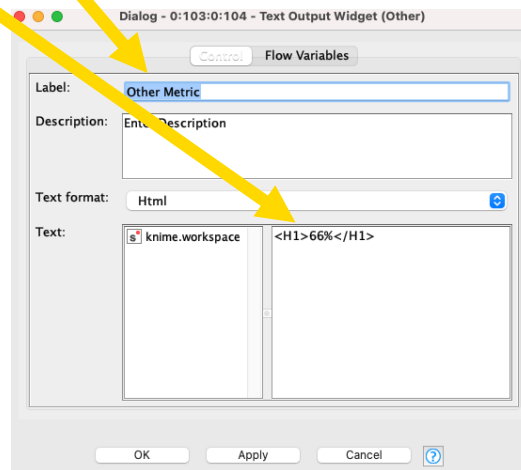 Dialog - 0:103:0:104 - Text Output Widget (Other)
Control Flow Variables
Label: Other Metric
Description: Enter Description
Text format: Html
Text: s knime.workspace <H1>66%</H1>
OK Apply Cancel ?